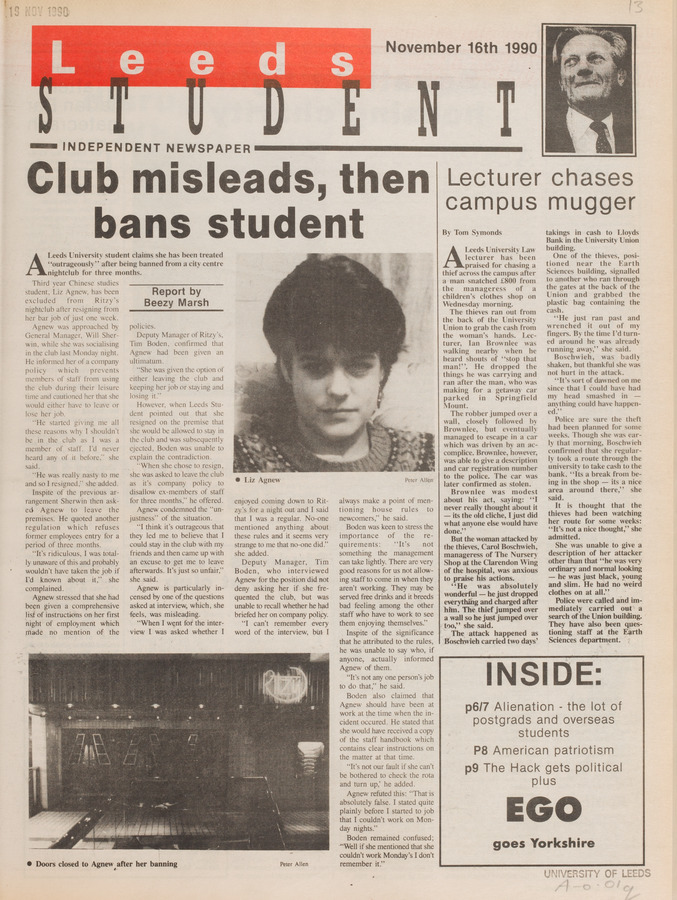 19 NOV 1990
13
Leeds
STUDENT
November 16th 1990
INDEPENDENT NEWSPAPER
Club misleads, then
bans student
A Leeds University student claims she has been treated
"outrageously" after being banned from a city centre
nightclub for three months.
Report by
Beezy Marsh
Third year Chinese studies
student, Liz Agnew, has been
excluded from Ritzy's
nightclub after resigning from
her bar job of just one week.
Agnew was approached by
General Manager, Will Sher-
win, while she was socialising
in the club last Monday night.
He informed her of a company
policy which prevents
members of staff from using
the club during their leisure
time and cautioned her that she
would either have to leave or
lose her job.
"He started giving me all
these reasons why I shouldn't
be in the club as I was a
member of staff. I'd never
heard any of it before," she
said.
"He was really nasty to me
and so I resigned," she added.
Inspite of the previous ar-
rangement Sherwin then ask-
ed Agnew to leave the
premises. He quoted another
regulation which refuses
former employees entry for a
period of three months.
"It's ridiculous, I was total-
ly unaware of this and probably
wouldn't have taken the job if
I'd known about it," she
complained.
Agnew stressed that she had
been given a comprehensive
list of instructions on her first
night of employment which
made no mention of the
policies.
Deputy Manager of Ritzy's,
Tim Boden, confirmed that
Agnew had been given an
ultimatum.
"She was given the option of
either leaving the club and
keeping her job or staying and
losing it."
However, when Leeds Stu-
dent pointed out that she
resigned on the premise that
she would be allowed to stay in
the club and was subsequently
ejected, Boden was unable to
explain the contradiction.
"When she chose to resign,
she was asked to leave the club
as it's company policy to
disallow ex-members of staff
for three months," he offered.
Agnew condemned the "un-
justness" of the situation.
"I think it's outrageous that
they led me to believe that I
could stay in the club with my
friends and then came up with
an excuse to get me to leave
afterwards. It's just so unfair,"
she said.
Agnew is particularly in-
censed by one of the questions
asked at interview, which, she
feels, was misleading.
"When I went for the inter-
view I was asked whether I
• Liz Agnew
Peter Allen
enjoyed coming down to Rit-
zy's for a night out and I said
that I was a regular. No-one
mentioned anything about
these rules and it seems very
strange to me that no-one did."
she added.
Deputy Manager, Tim
Boden, who interviewed
Agnew for the position did not
deny asking her if she fre-
quented the club, but was
unable to recall whether he had
briefed her on company policy.
"I can't remember every
word of the interview, but I
always make a point of men-
tioning house rules to
newcomers," he said.
Boden was keen to stress the
importance of the re-
quirements: "It's not
something the management
can take lightly. There are very
good reasons for us not allow-
ing staff to come in when they
aren't working. They may be
served free drinks and it breeds
bad feeling among the other
staff who have to work to see
them enjoying themselves."
Inspite of the significance
that he attributed to the rules,
he was unable to say who, if
anyone, actually informed
Agnew of them.
"It's not any one person's job
to do that," he said.
Boden also claimed that
Agnew should have been at
work at the time when the in-
cident occured. He stated that
she would have received a copy
of the staff handbook which
contains clear instructions on
the matter at that time.
"It's not our fault if she can't
be bothered to check the rota
and turn up,' he added.
Agnew refuted this: "That is
absolutely false. I stated quite
plainly before I started to job
that I couldn't work on Mon-
day nights."
Boden remained confused;
"Well if she mentioned that she
couldn't work Monday's I don't
remember it."
• Doors closed to Agnew after her banning
Peter Allen
Lecturer chases
campus mugger
By Tom Symonds
A Leeds University Law
lecturer has been
praised for chasing a
thief across the campus after
a man snatched £800 from
the manageress of a
children's clothes shop on
Wednesday morning.
The thieves ran out from
the back of the University
Union to grab the cash from
the woman's hands. Lec-
turer, Ian Brownlee was
walking nearby when he
heard shouts of "stop that
man!". He dropped the
things he was carrying and
ran after the man, who was
making for a getaway car
parked in Springfield
Mount.
The robber jumped over a
wall, closely followed by
Brownlee, but eventually
managed to escape in a car
which was driven by an ac-
complice. Brownlee, however,
was able to give a description
and car registration number
to the police. The car was
later confirmed as stolen.
Brownlee was modest
about his act, saying: "I
never really thought about it
— its the old cliche, I just did
what anyone else would have
done."
But the woman attacked by
the thieves, Carol Boschwich,
manageress of The Nursery
Shop at the Clarendon Wing
of the hospital, was anxious
to praise his actions.
"He was absolutely
wonderful — he just dropped
everything and charged after
him. The thief jumped over
a wall so he just jumped over
too," she said.
The attack happened as
Boschwich carried two days'
takings in cash to Lloyds
Bank in the University Union
building.
One of the thieves, posi-
tioned near the Earth
Sciences building, signalled
to another who ran through
the gates at the back of the
Union and grabbed the
plastic bag containing the
cash.
"He just ran past and
wrenched it out of my
fingers. By the time I'd turn-
ed around he was already
running away," she said.
Boschwich, was badly
shaken, but thankful she was
not hurt in the attack.
"It's sort of dawned on me
since that I could have had
my head smashed in —
anything could have happen-
ed."
Police are sure the theft
had been planned for some
weeks. Though she was ear-
ly that morning, Boschwich
confirmed that she regular-
ly took a route through the
university to take cash to the
bank. "Its a break from be-
ing in the shop — its a nice
area around there," she
said.
It is thought that the
thieves had been watching
her route for some weeks:
"It's not a nice thought," she
admitted.
She was unable to give a
description of her attacker
other than that "he was very
ordinary and normal looking
— he was just black, young
and slim. He had no weird
clothes on at all."
Police were called and im-
mediately carried out a
search of the Union building.
They have also been ques-
tioning staff at the Earth
Sciences department.
INSIDE:
p6/7 Alienation - the lot of
postgrads and overseas
students
P8 American patriotism
p9 The Hack gets political
plus
EGO
goes Yorkshire
UNIVERSITY OF LEEDS
A-0.01q